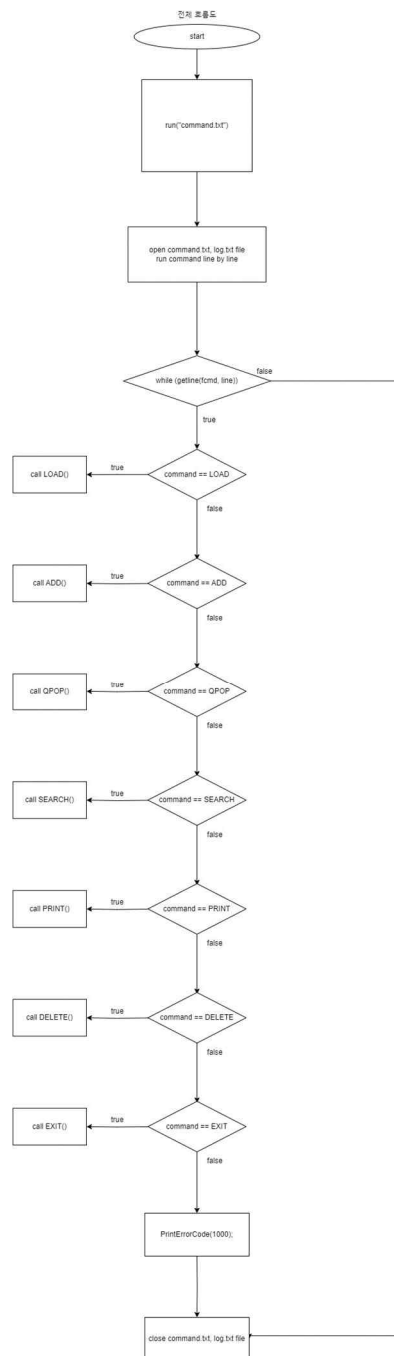 전체 흐름도
start
run("command.txt")
open command.txt, log.txt file
run command line by line
while (getline(fcmd, line))
false
true
call LOAD()
true
command == LOAD
false
call ADD()
true
command == ADD
false
call QPOP()
true
command == QPOP
false
call SEARCH()
true
command == SEARCH
false
call PRINT()
true
command == PRINT
false
call DELETE()
true
command == DELETE
false
call EXIT()
true
command == EXIT
false
PrintErrorCode(1000);
close command.txt, log.txt file